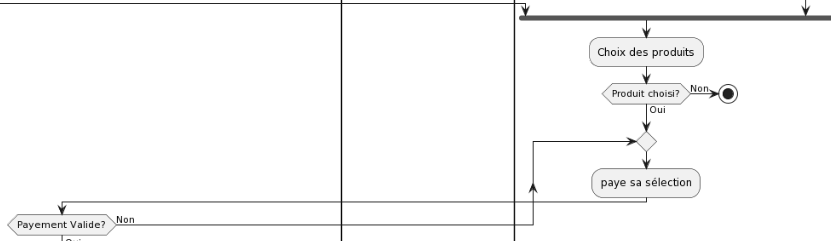 Choix des produits
Produit choisi?
Non
Oui
paye sa sélection
Payement Valide?
Non